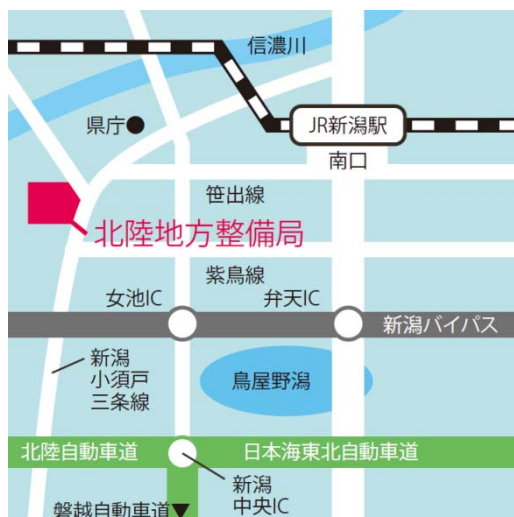 信濃川
県庁
JR新潟駅
南口
笹出線
北陸地方整備局
紫鳥線
女池IC
弁天IC
新潟バイパス
新潟
小須戸
三条線
鳥屋野潟
北陸自動車道
日本海東北自動車道
新潟
中央IC
磐越自動車道▼